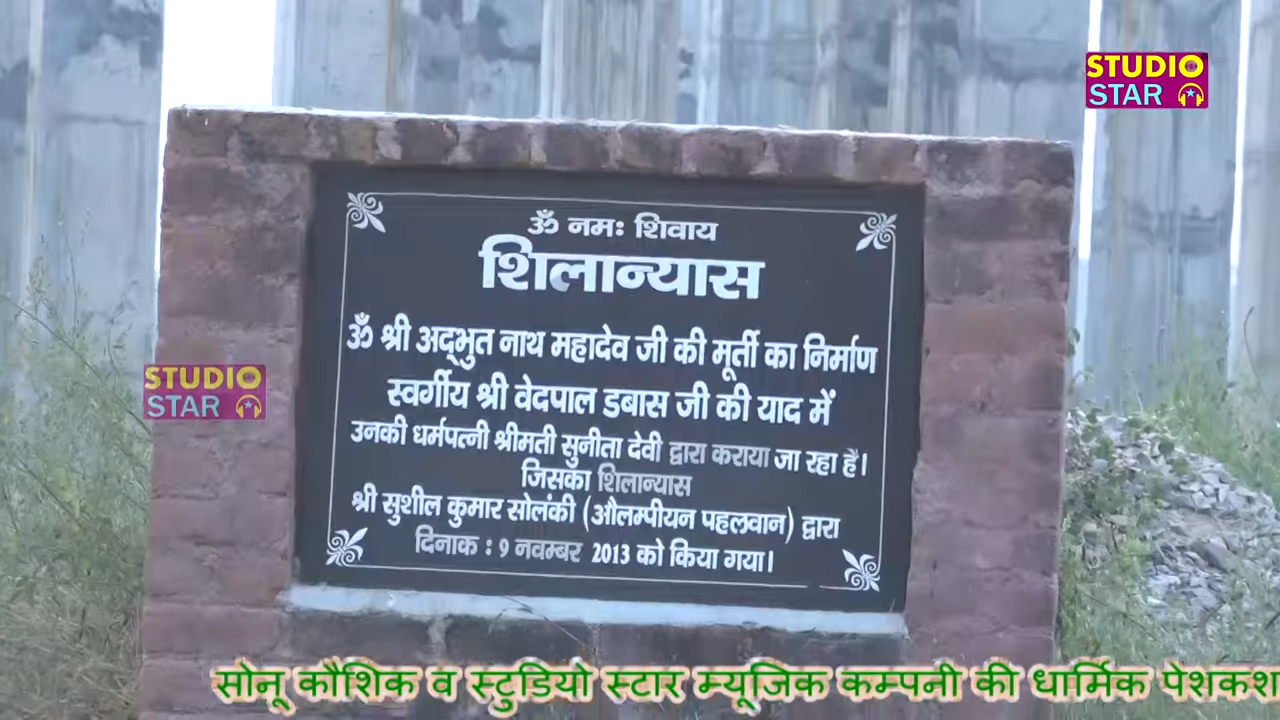 STUDIO
STAR
ॐ नमः शिवाय
शिलान्यास
ॐ श्री अद्भुत नाथ महादेव जी की मूर्ती का निर्माण
स्वर्गीय श्री वेदपाल डबास जी की याद में
उनकी धर्मपत्नी श्रीमती सुनीता देवी द्वारा कराया जा रहा है।
जिसका शिलान्यास
श्री सुशील कुमार सोलंकी (औलम्पीयन पहलवान) द्वारा
दिनाक : 9 नवम्बर 2013 को किया गया।
STUDIO
STAR
सोनू कौशिक व स्टुडियो स्टार म्यूजिक कम्पनी की धार्मिक पेशकश